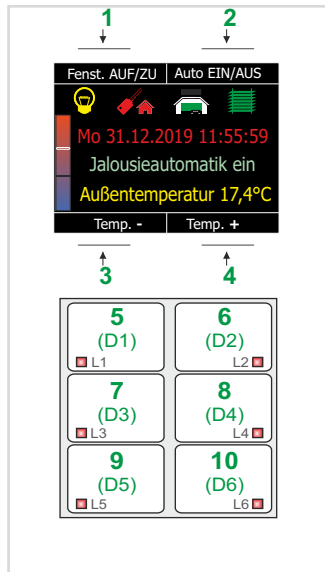 1 2
Fenst. AUF/ZU Auto EIN/AUS
Mo 31.12.2019 11:55:59
Jalousieautomatik ein
Außentemperatur 17,4°C
Temp. - Temp. +
3 4
5 6
(D1) (D2)
L1 L2
7 8
(D3) (D4)
L3 L4
9 10
(D5) (D6)
L5 L6